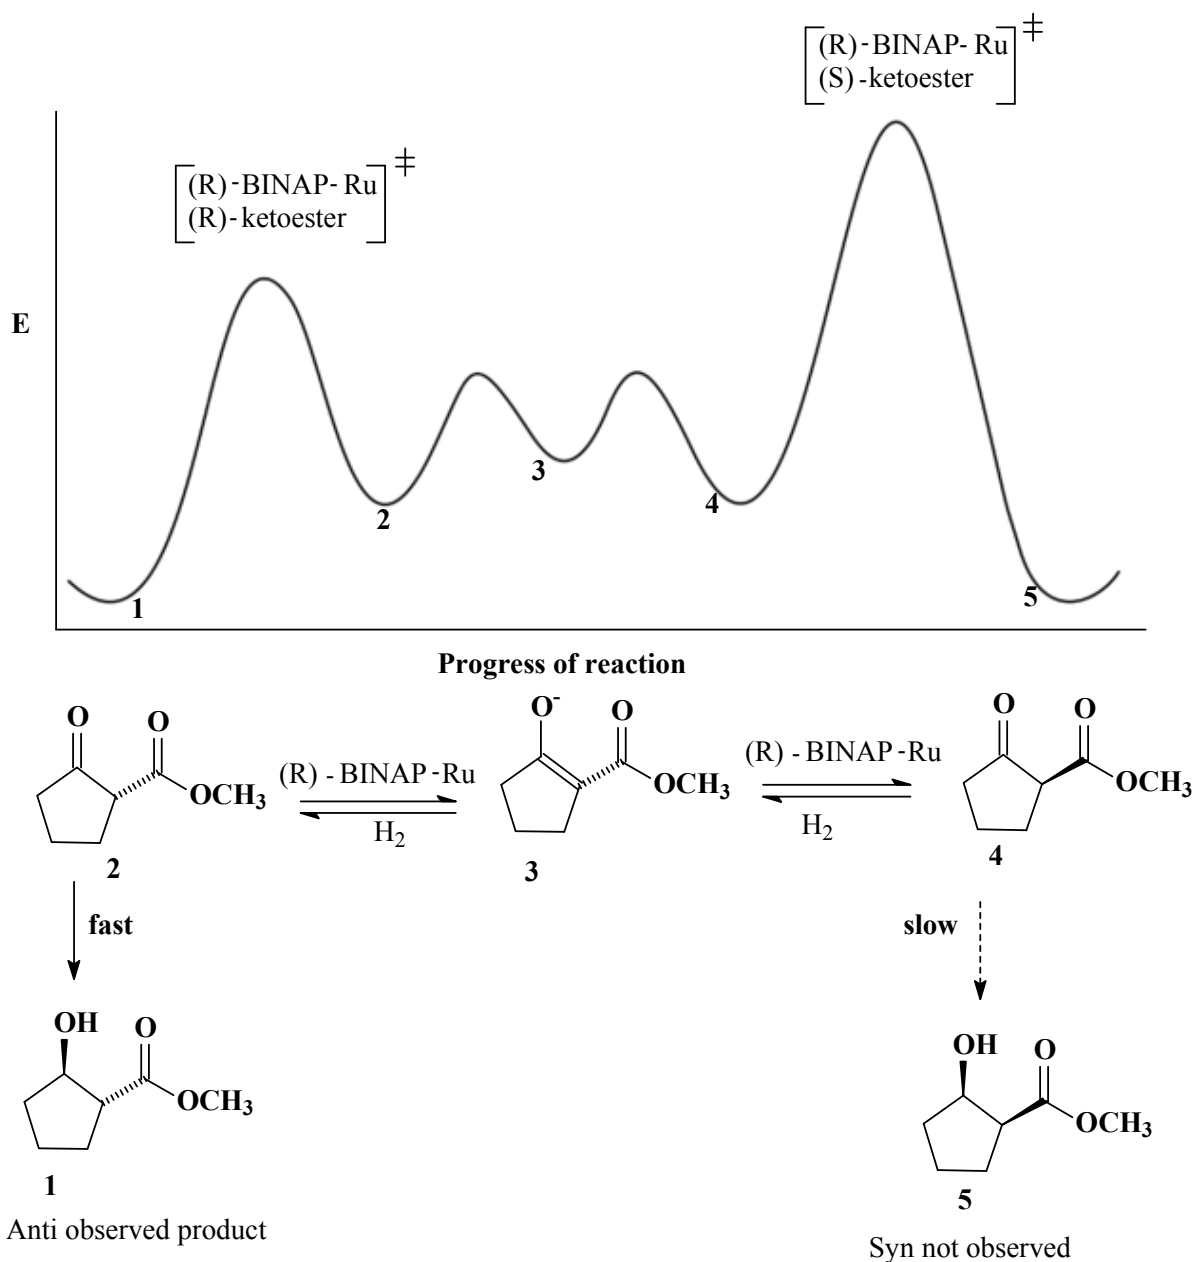 [(R)-BINAP-Ru]‡
(S)-ketoester
[(R)-BINAP-Ru]‡
(R)-ketoester
E
1
2
3
4
5
Progress of reaction
O O
OCH3
2
(R) - BINAP-Ru
H2
O- O
OCH3
3
(R) - BINAP-Ru
H2
O O
OCH3
4
fast
slow
OH O
OCH3
1
Anti observed product
OH O
OCH3
5
Syn not observed